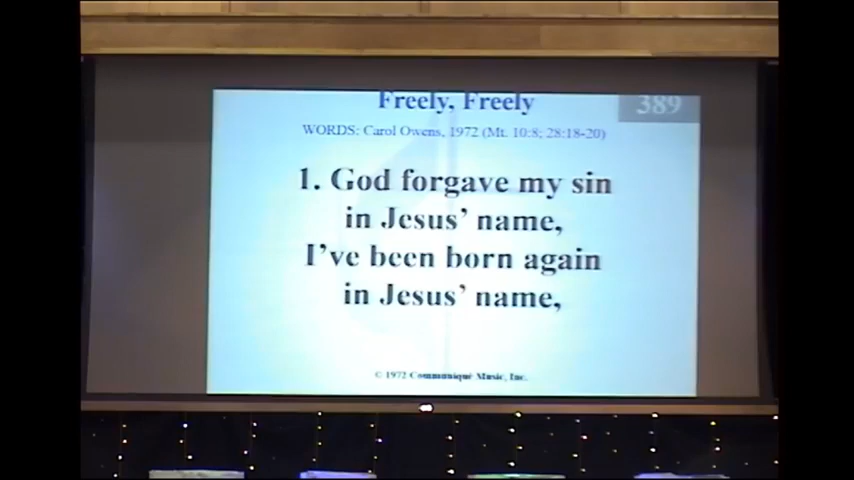 Freely, Freely
389
WORDS: Carol Owens, 1972 (Mt. 10:8; 28:18-20)
1. God forgave my sin
in Jesus’ name,
I’ve been born again
in Jesus’ name,
© 1972 Communiqué Music, Inc.